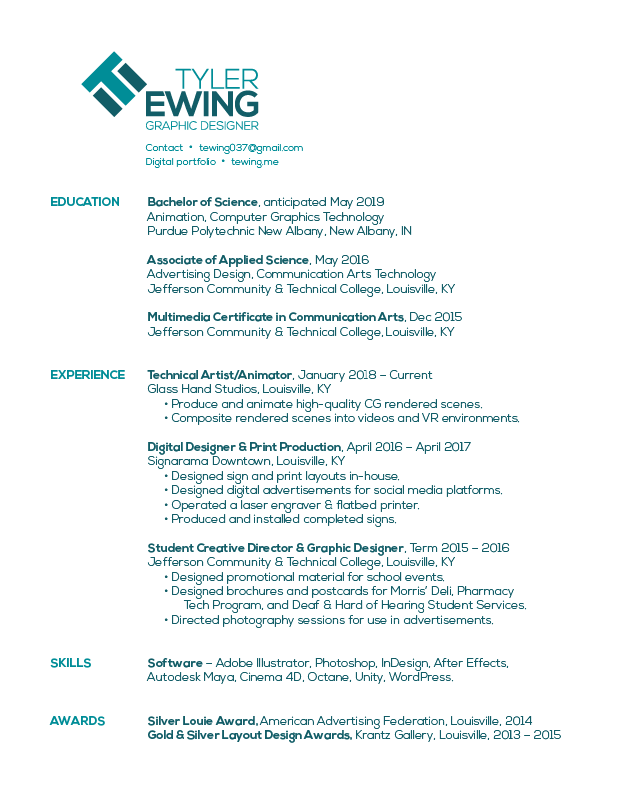 TYLER
EWING
GRAPHIC DESIGNER
Contact • tewing037@gmail.com
Digital portfolio • tewing.me
EDUCATION
Bachelor of Science, anticipated May 2019
Animation, Computer Graphics Technology
Purdue Polytechnic New Albany, New Albany, IN
Associate of Applied Science, May 2016
Advertising Design, Communication Arts Technology
Jefferson Community & Technical College, Louisville, KY
Multimedia Certificate in Communication Arts, Dec 2015
Jefferson Community & Technical College, Louisville, KY
EXPERIENCE
Technical Artist/Animator, January 2018 – Current
Glass Hand Studios, Louisville, KY
• Produce and animate high-quality CG rendered scenes.
• Composite rendered scenes into videos and VR environments.
Digital Designer & Print Production, April 2016 – April 2017
Signarama Downtown, Louisville, KY
• Designed sign and print layouts in-house.
• Designed digital advertisements for social media platforms.
• Operated a laser engraver & flatbed printer.
• Produced and installed completed signs.
Student Creative Director & Graphic Designer, Term 2015 – 2016
Jefferson Community & Technical College, Louisville, KY
• Designed promotional material for school events.
• Designed brochures and postcards for Morris’ Deli, Pharmacy
Tech Program, and Deaf & Hard of Hearing Student Services.
• Directed photography sessions for use in advertisements.
SKILLS
Software – Adobe Illustrator, Photoshop, InDesign, After Effects,
Autodesk Maya, Cinema 4D, Octane, Unity, WordPress.
AWARDS
Silver Louie Award, American Advertising Federation, Louisville, 2014
Gold & Silver Layout Design Awards, Krantz Gallery, Louisville, 2013 – 2015